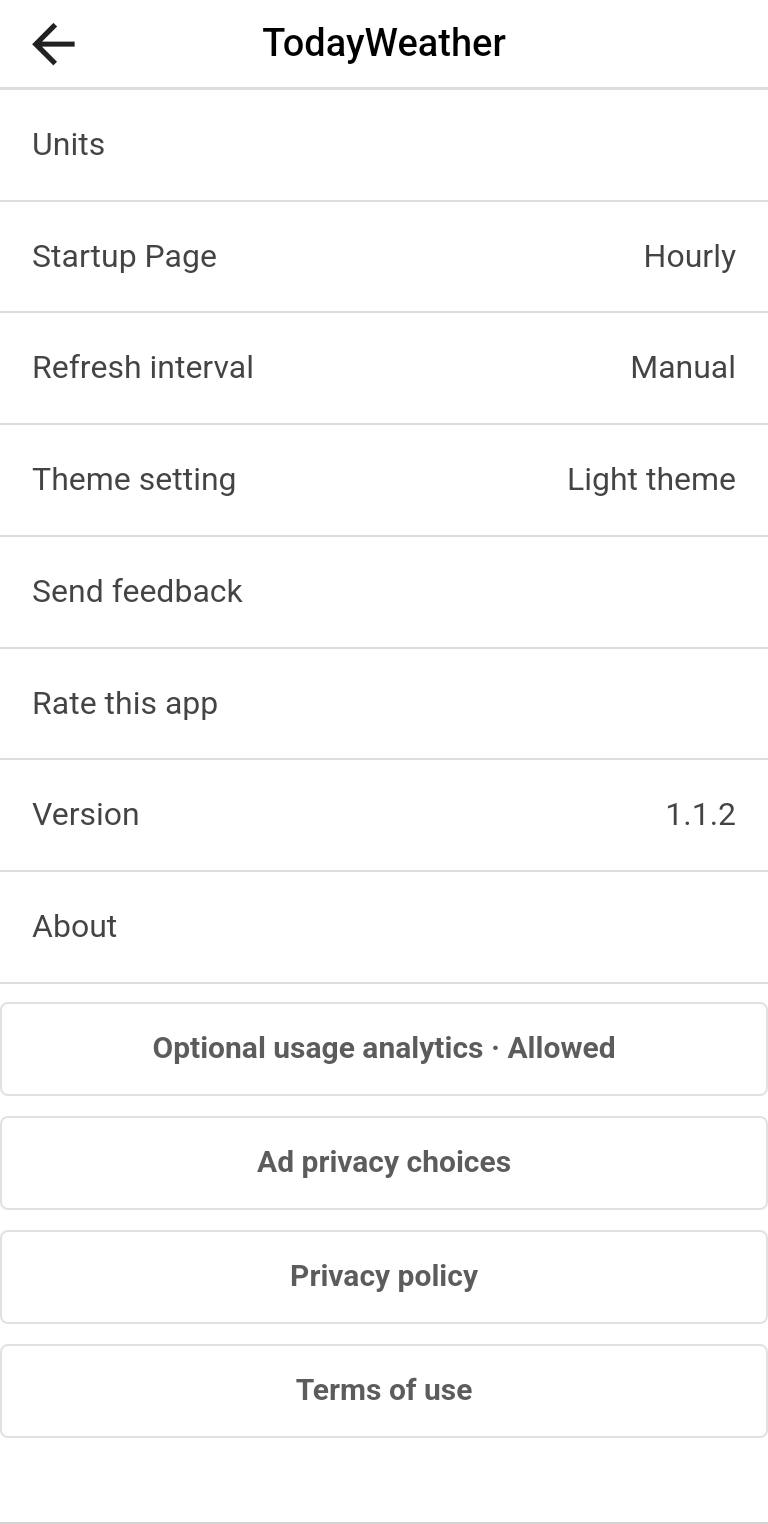 TodayWeather
Units
Startup Page Hourly
Refresh interval Manual
Theme setting Light theme
Send feedback
Rate this app
Version 1.1.2
About
Optional usage analytics · Allowed
Ad privacy choices
Privacy policy
Terms of use